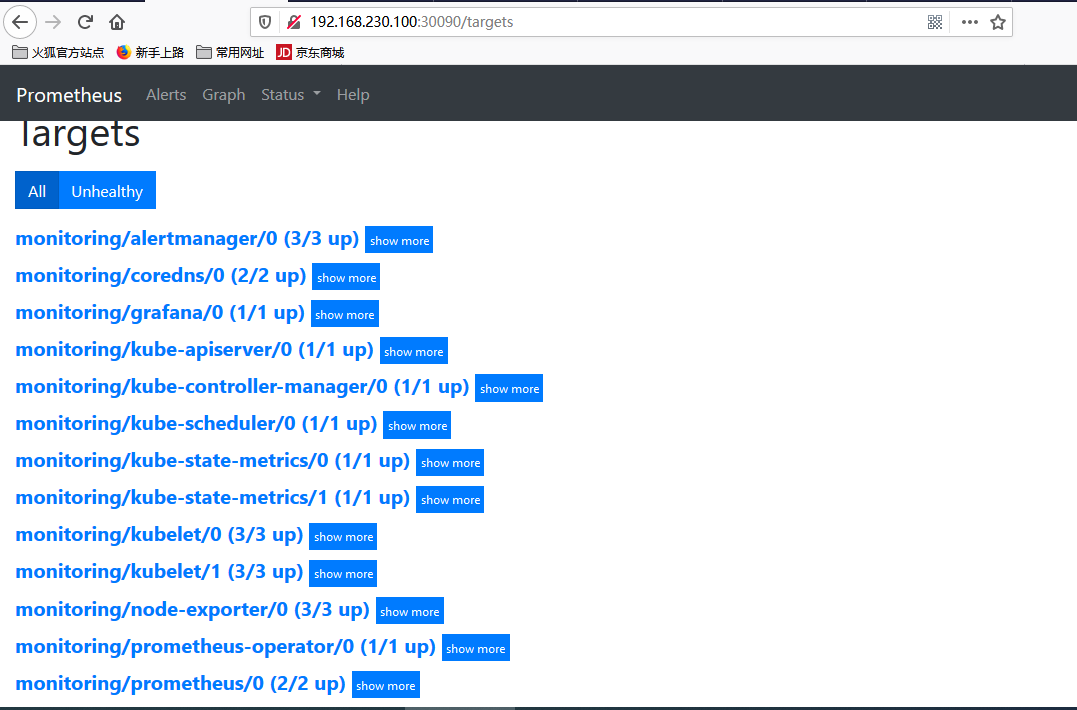 192.168.230.100:30090/targets
火狐官方站点 新手上路 常用网址 JD 京东商城
Prometheus Alerts Graph Status Help
Targets
All Unhealthy
monitoring/alertmanager/0 (3/3 up) show more
monitoring/coredns/0 (2/2 up) show more
monitoring/grafana/0 (1/1 up) show more
monitoring/kube-apiserver/0 (1/1 up) show more
monitoring/kube-controller-manager/0 (1/1 up) show more
monitoring/kube-scheduler/0 (1/1 up) show more
monitoring/kube-state-metrics/0 (1/1 up) show more
monitoring/kube-state-metrics/1 (1/1 up) show more
monitoring/kubelet/0 (3/3 up) show more
monitoring/kubelet/1 (3/3 up) show more
monitoring/node-exporter/0 (3/3 up) show more
monitoring/prometheus-operator/0 (1/1 up) show more
monitoring/prometheus/0 (2/2 up) show more